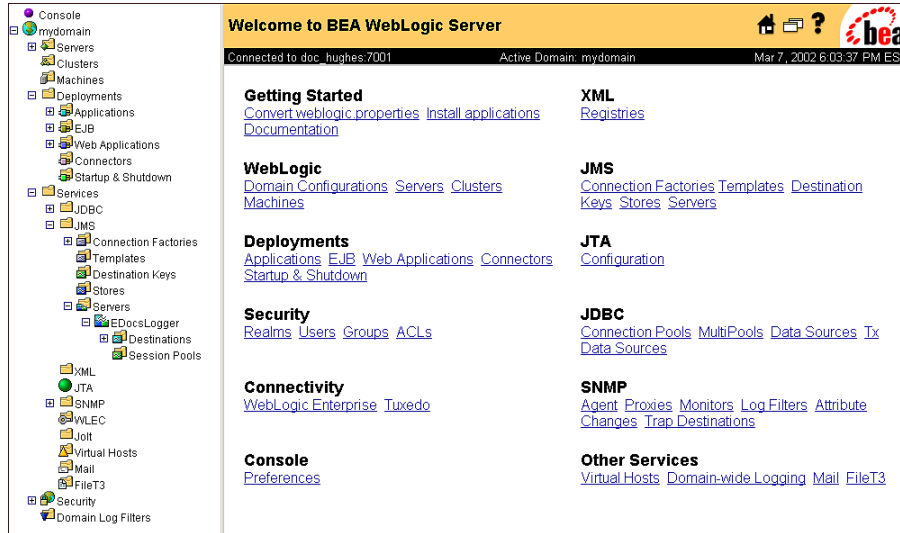 Console
mydomain
Servers
Clusters
Machines
Deployments
Applications
EJB
Web Applications
Connectors
Startup & Shutdown
Services
JDBC
JMS
Connection Factories
Templates
Destination Keys
Stores
Servers
EDocsLogger
Destinations
Session Pools
XML
JTA
SNMP
WLEC
Jolt
Virtual Hosts
Mail
FileT3
Security
Domain Log Filters
Welcome to BEA WebLogic Server
?
bea
Connected to doc_hughes:7001 Active Domain: mydomain Mar 7, 2002 6:03:37 PM ES
Getting Started
Convert weblogic.properties Install applications
Documentation
XML
Registries
WebLogic
Domain Configurations Servers Clusters
Machines
JMS
Connection Factories Templates Destination
Keys Stores Servers
Deployments
Applications EJB Web Applications Connectors
Startup & Shutdown
JTA
Configuration
Security
Realms Users Groups ACLs
JDBC
Connection Pools MultiPools Data Sources Tx
Data Sources
Connectivity
WebLogic Enterprise Tuxedo
SNMP
Agent Proxies Monitors Log Filters Attribute
Changes Trap Destinations
Console
Preferences
Other Services
Virtual Hosts Domain-wide Logging Mail FileT3